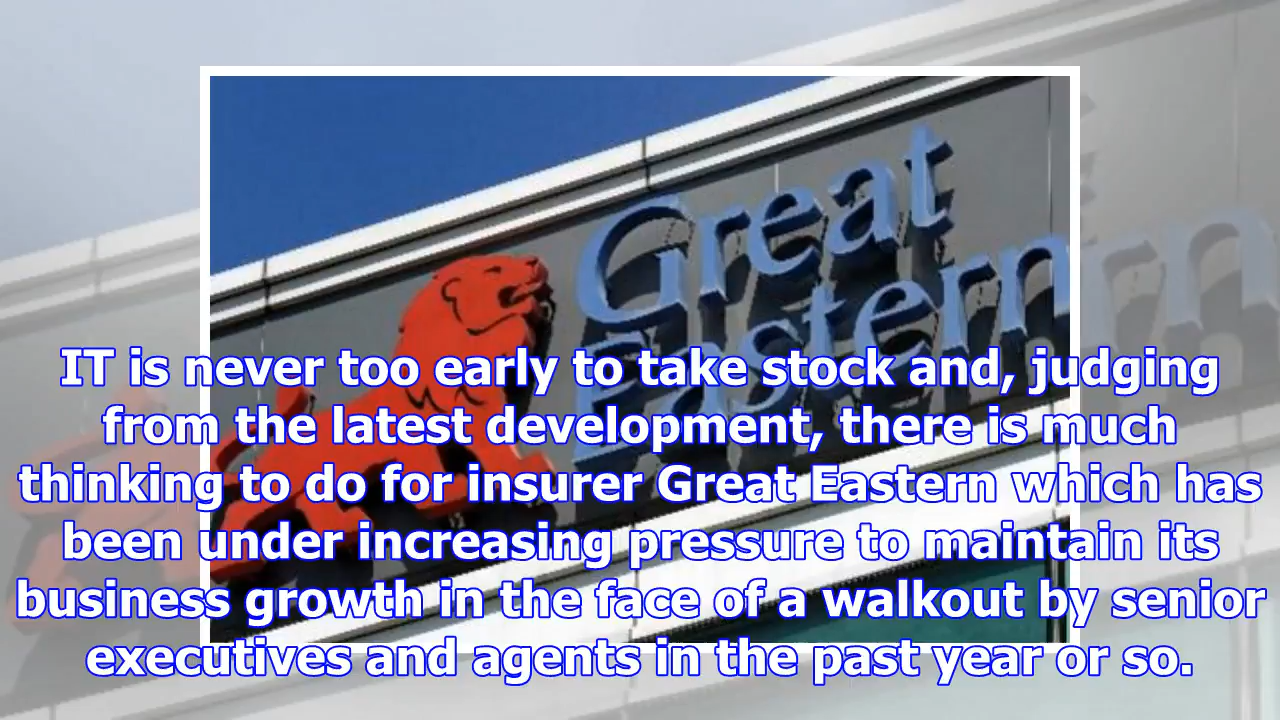 Great
Eastern
IT is never too early to take stock and, judging
from the latest development, there is much
thinking to do for insurer Great Eastern which has
been under increasing pressure to maintain its
business growth in the face of a walkout by senior
executives and agents in the past year or so.